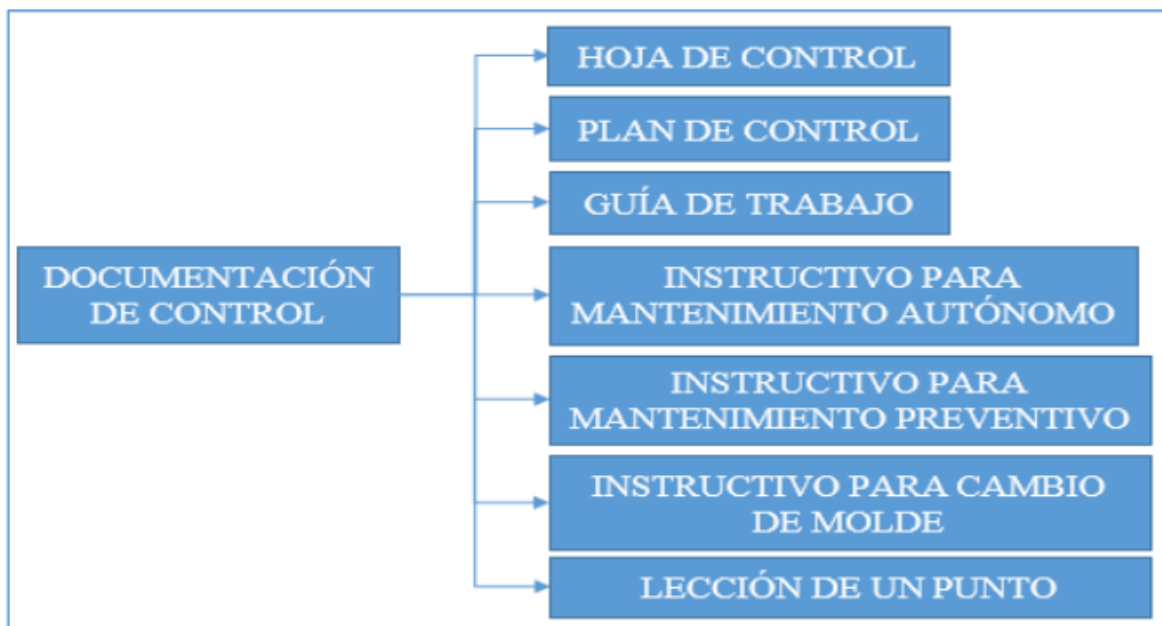 HOJA DE CONTROL
PLAN DE CONTROL
GUÍA DE TRABAJO
DOCUMENTACIÓN
DE CONTROL
INSTRUCTIVO PARA
MANTENIMIENTO AUTÓNOMO
INSTRUCTIVO PARA
MANTENIMIENTO PREVENTIVO
INSTRUCTIVO PARA CAMBIO
DE MOLDE
LECCIÓN DE UN PUNTO